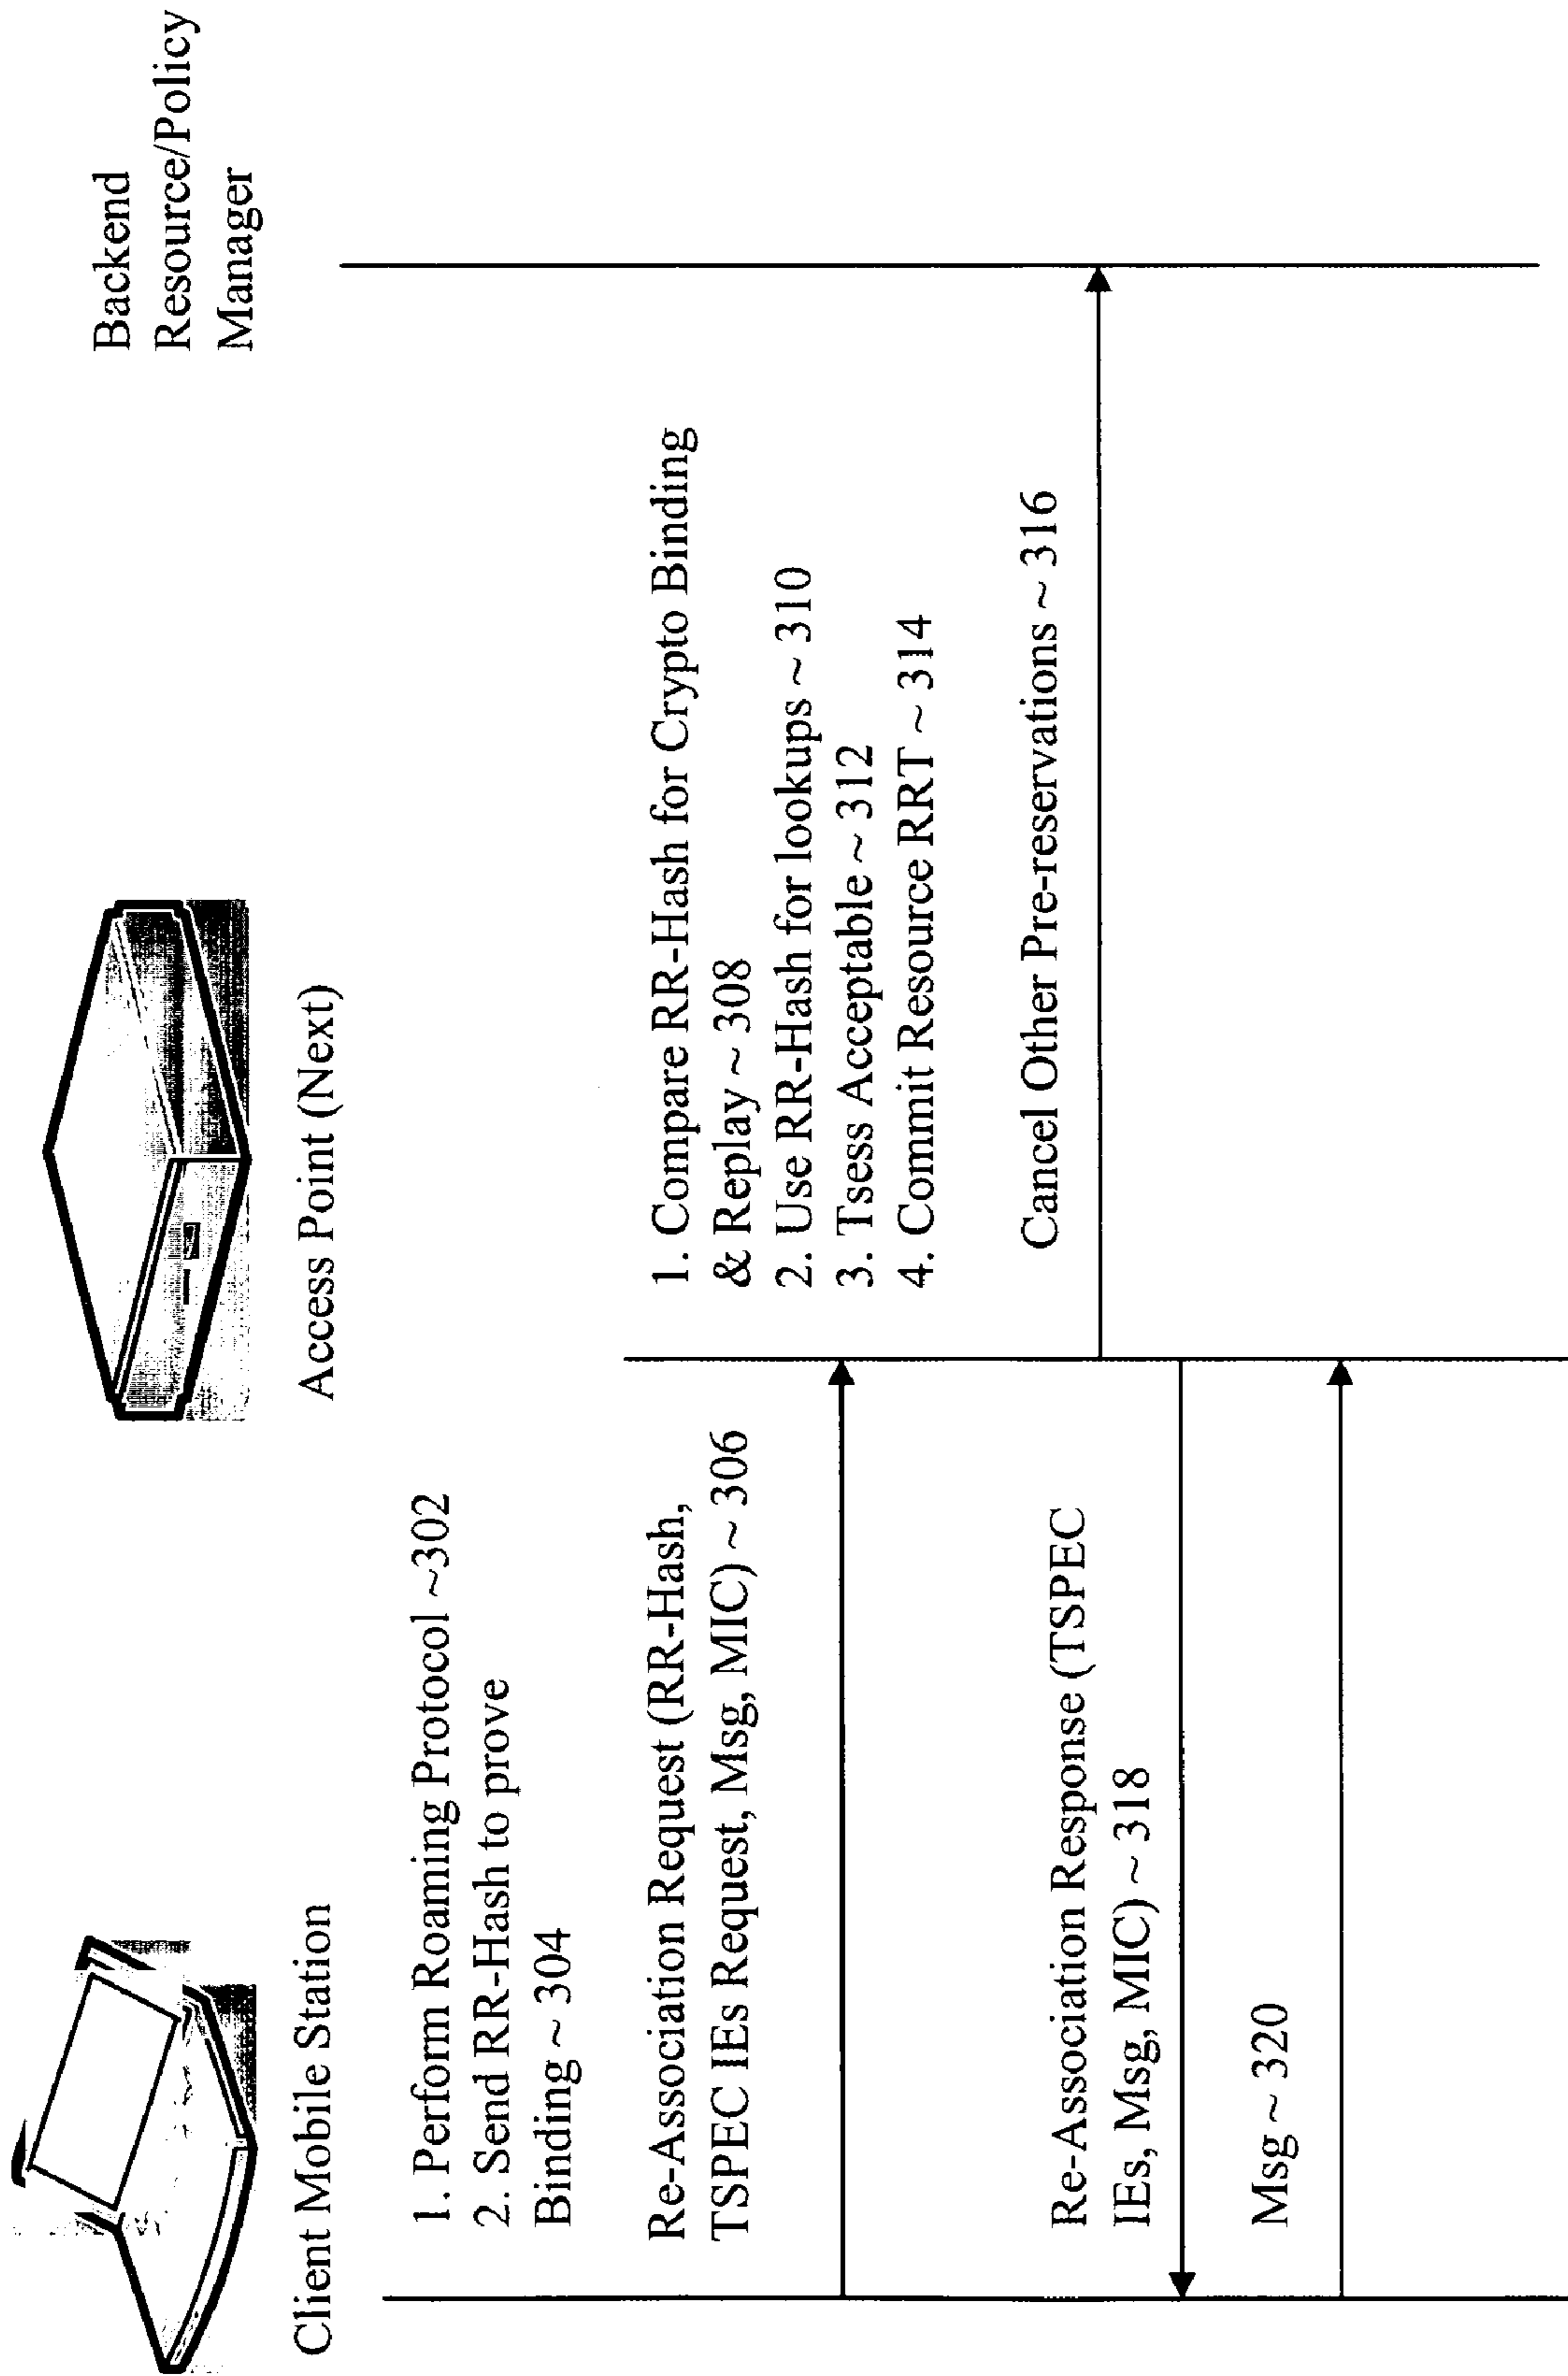 Client Mobile Station
Access Point (Next)
Backend
Resource/Policy
Manager
1. Perform Roaming Protocol ~302
2. Send RR-Hash to prove
Binding ~ 304
Re-Association Request (RR-Hash,
TSPEC IEs Request, Msg, MIC) ~ 306
1. Compare RR-Hash for Crypto Binding
& Replay ~ 308
2. Use RR-Hash for lookups ~ 310
3. Tsess Acceptable ~ 312
4. Commit Resource RRT ~ 314
Cancel Other Pre-reservations ~ 316
Re-Association Response (TSPEC
IEs, Msg, MIC) ~ 318
Msg ~ 320